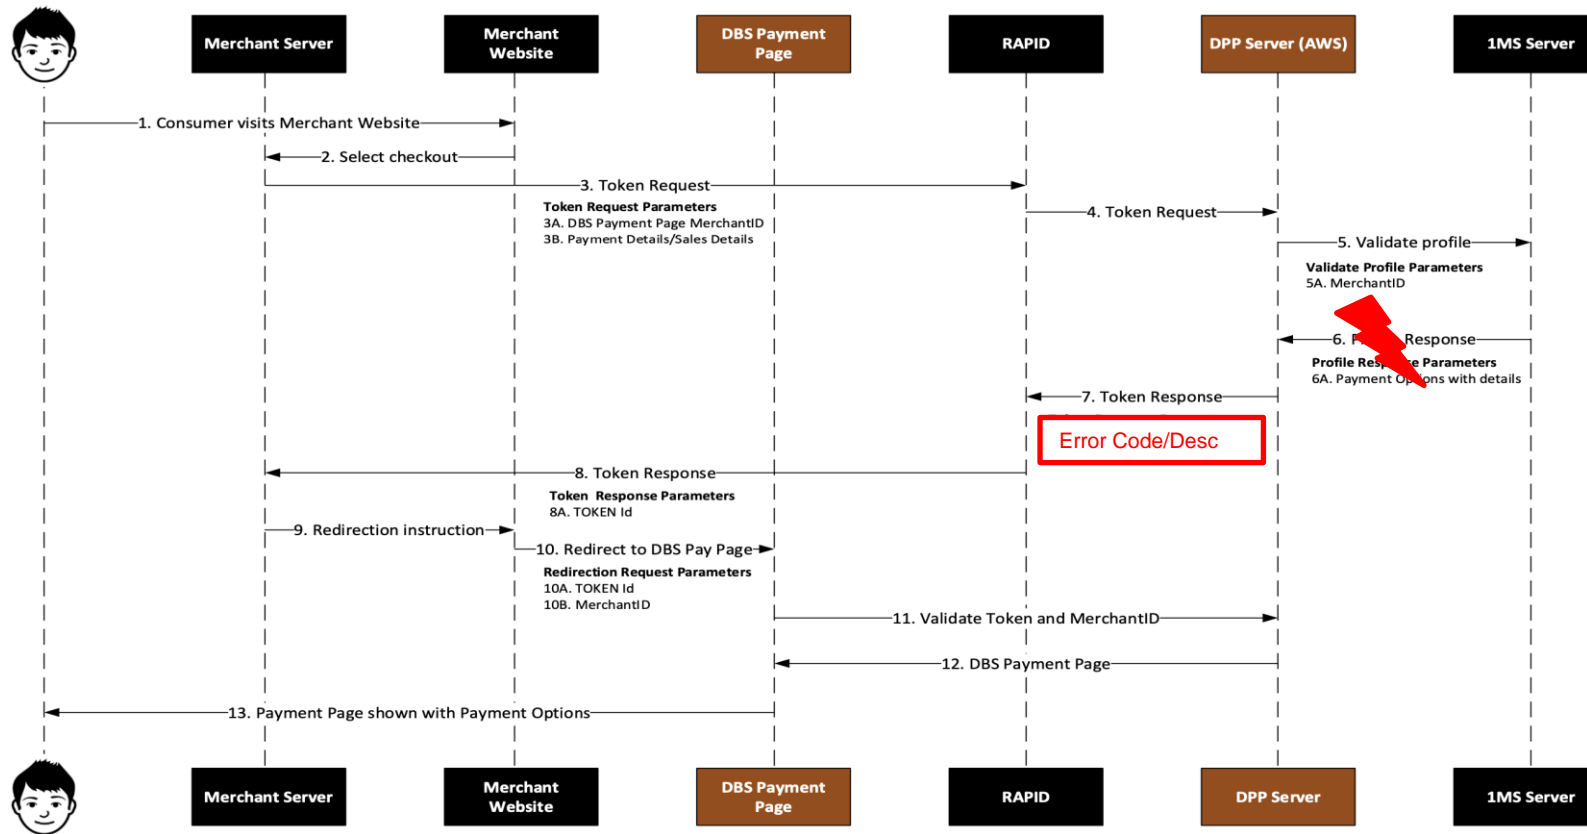 Merchant Server
Merchant
Website
DBS Payment
Page
RAPID
DPP Server (AWS)
1MS Server
1. Consumer visits Merchant Website
2. Select checkout
3. Token Request
Token Request Parameters
3A. DBS Payment Page MerchantID
3B. Payment Details/Sales Details
4. Token Request
5. Validate profile
Validate Profile Parameters
5A. MerchantID
6. Response
Profile Response Parameters
6A. Payment Options with details
7. Token Response
Error Code/Desc
8. Token Response
Token Response Parameters
8A. TOKEN Id
9. Redirection instruction
10. Redirect to DBS Pay Page
Redirection Request Parameters
10A. TOKEN Id
10B. MerchantID
11. Validate Token and MerchantID
12. DBS Payment Page
13. Payment Page shown with Payment Options
Merchant Server
Merchant
Website
DBS Payment
Page
RAPID
DPP Server
1MS Server